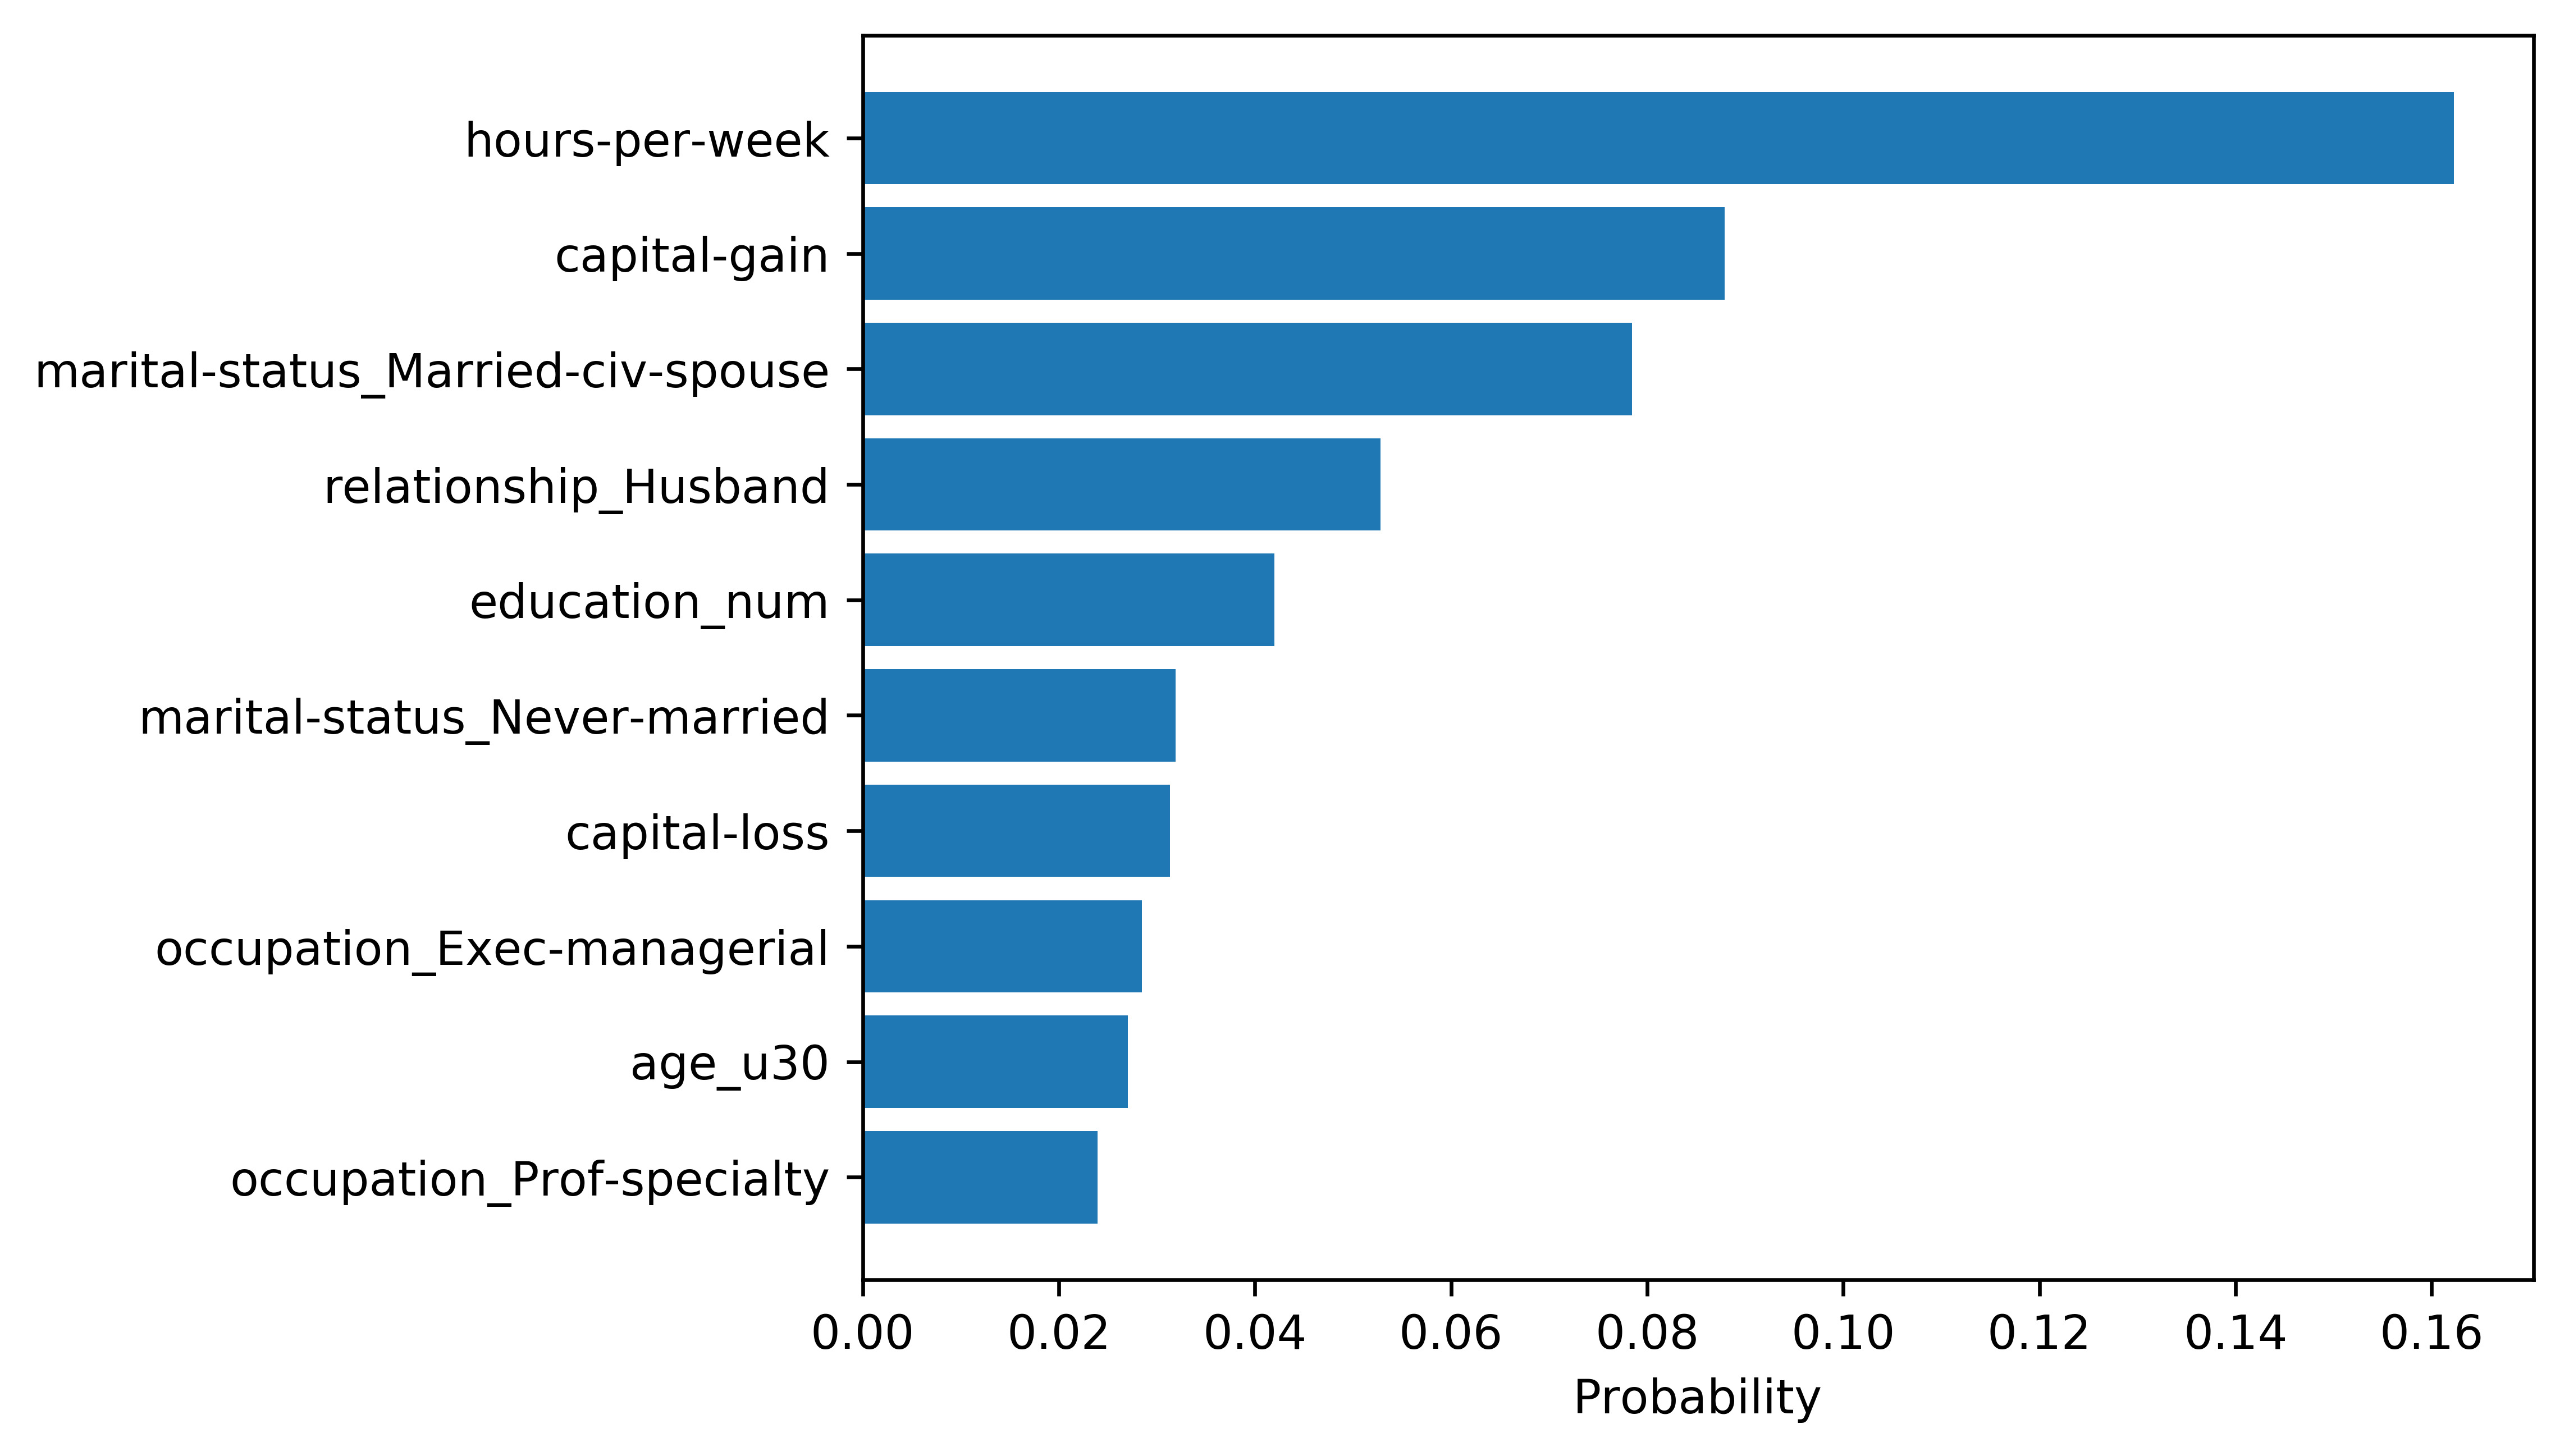 hours-per-week
capital-gain
marital-status_Married-civ-spouse
relationship_Husband
education_num
marital-status_Never-married
capital-loss
occupation_Exec-managerial
age_u30
occupation_Prof-specialty
0.00 0.02 0.04 0.06 0.08 0.10 0.12 0.14 0.16
Probability